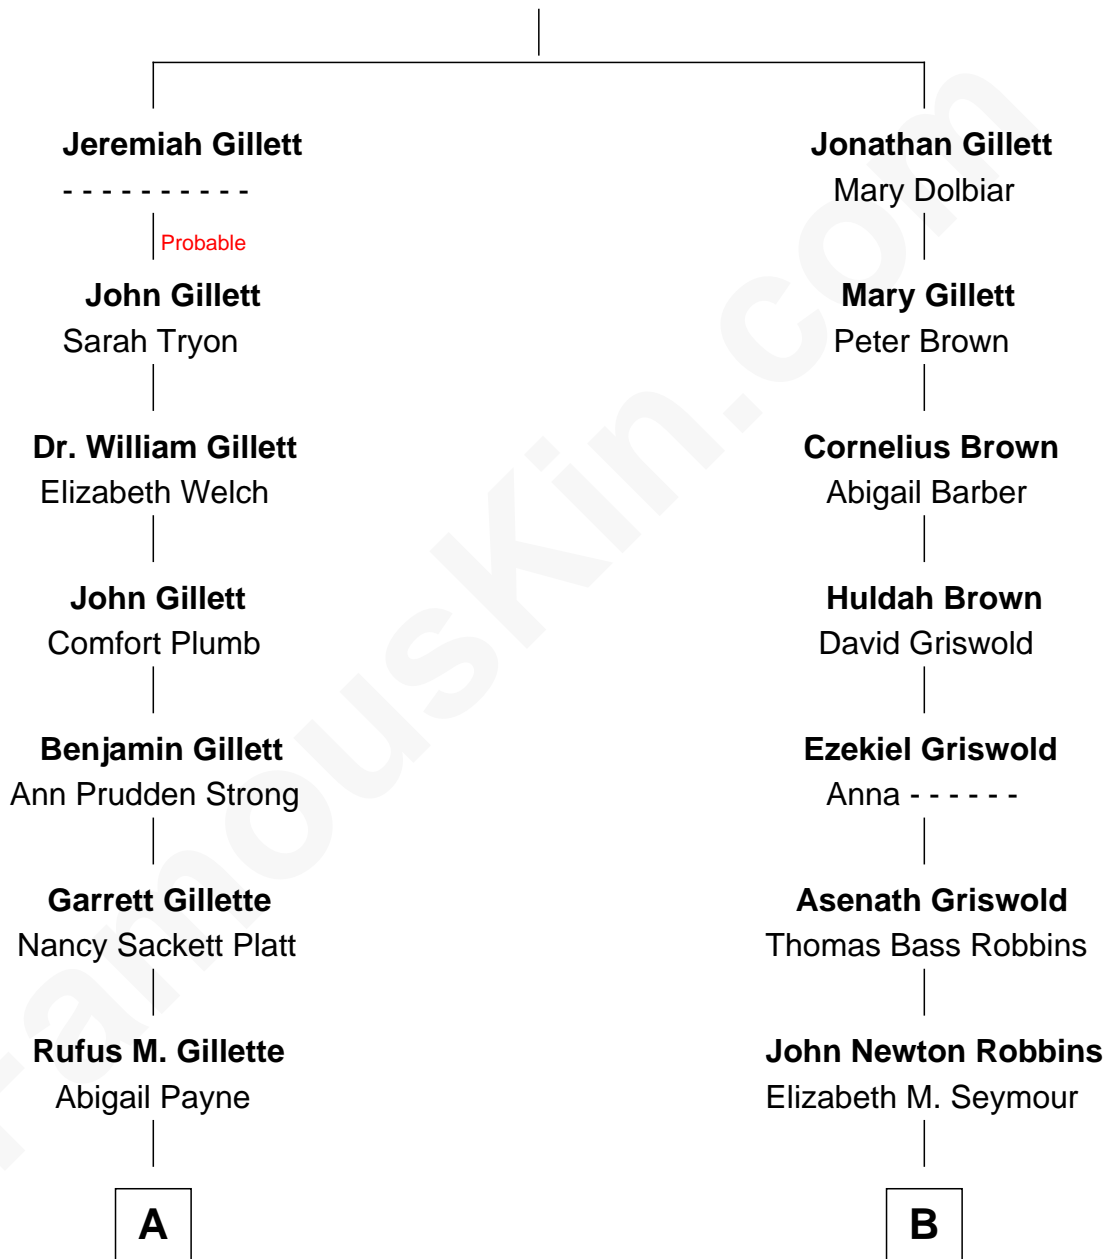 Jeremiah Gillett
- - - - - - - - - -
Probable
John Gillett
Sarah Tryon
Dr. William Gillett
Elizabeth Welch
John Gillett
Comfort Plumb
Benjamin Gillett
Ann Prudden Strong
Garrett Gillette
Nancy Sackett Platt
Rufus M. Gillette
Abigail Payne
A
Jonathan Gillett
Mary Dolbiar
Mary Gillett
Peter Brown
Cornelius Brown
Abigail Barber
Huldah Brown
David Griswold
Ezekiel Griswold
Anna - - - - - -
Asenath Griswold
Thomas Bass Robbins
John Newton Robbins
Elizabeth M. Seymour
B
FamousKin.com